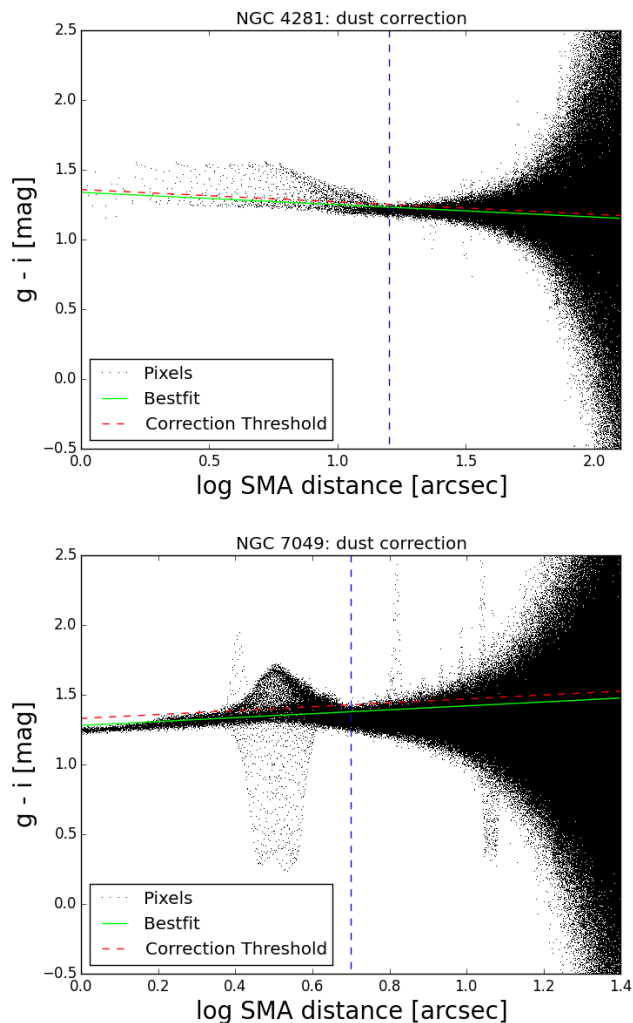 NGC 4281: dust correction
2.5
2.0
1.5
1.0
0.5
0.0
−0.5
g - i [mag]
Pixels
Bestfit
Correction Threshold
0.0 0.5 1.0 1.5 2.0
log SMA distance [arcsec]
NGC 7049: dust correction
2.5
2.0
1.5
1.0
0.5
0.0
−0.5
g - i [mag]
Pixels
Bestfit
Correction Threshold
0.0 0.2 0.4 0.6 0.8 1.0 1.2 1.4
log SMA distance [arcsec]